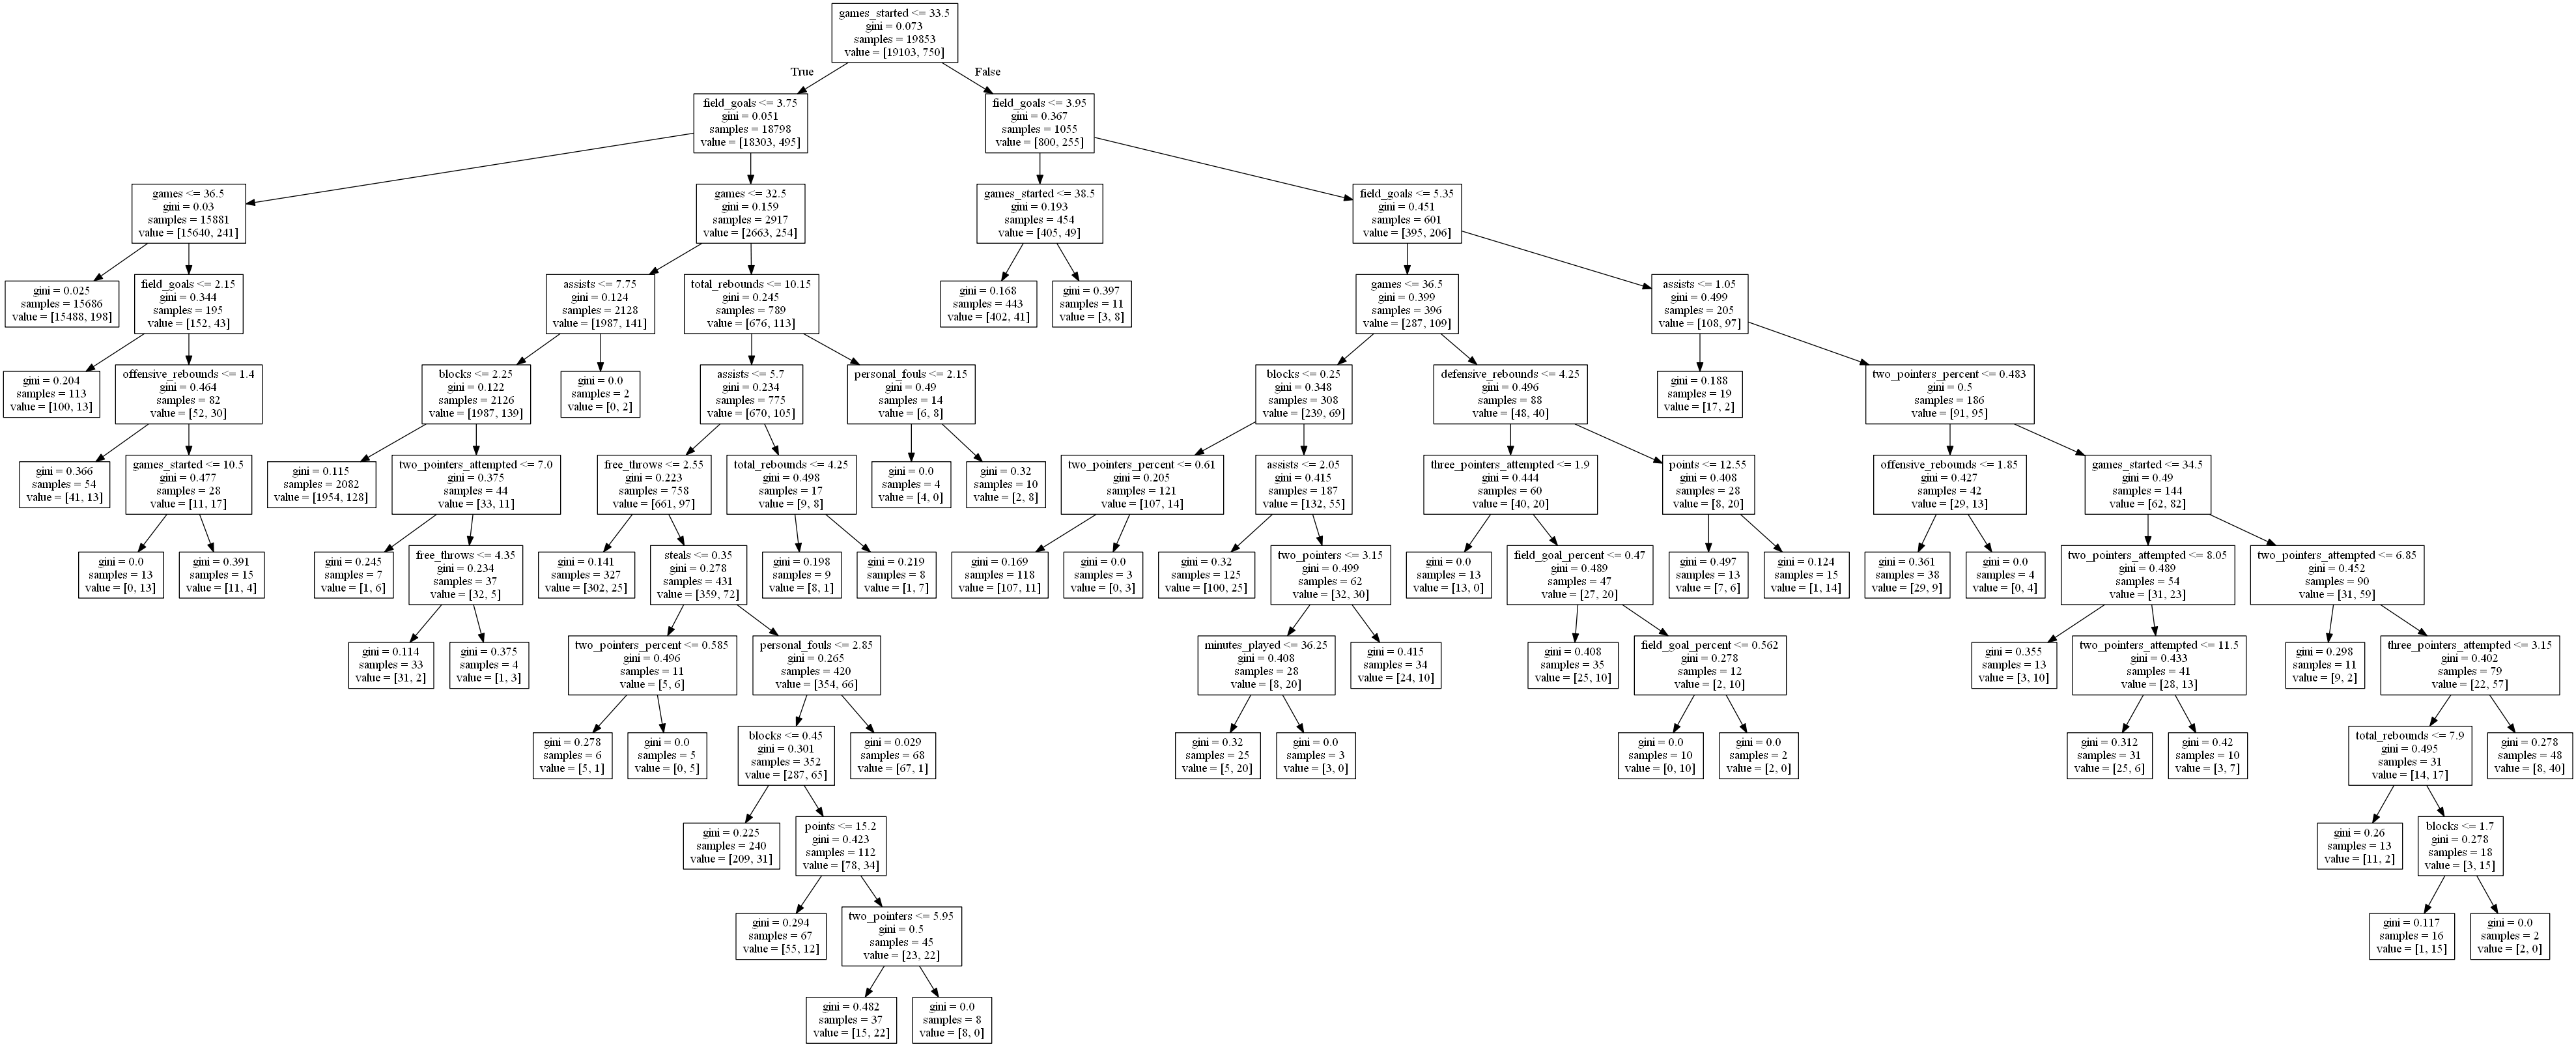 games_started <= 33.5
gini = 0.073
samples = 19853
value = [19103, 750]
True
False
field_goals <= 3.75
gini = 0.051
samples = 18798
value = [18303, 495]
field_goals <= 3.95
gini = 0.367
samples = 1055
value = [800, 255]
games <= 36.5
gini = 0.03
samples = 15881
value = [15640, 241]
games <= 32.5
gini = 0.159
samples = 2917
value = [2663, 254]
games_started <= 38.5
gini = 0.193
samples = 454
value = [405, 49]
field_goals <= 5.35
gini = 0.451
samples = 601
value = [395, 206]
gini = 0.025
samples = 15686
value = [15488, 198]
field_goals <= 2.15
gini = 0.344
samples = 195
value = [152, 43]
assists <= 7.75
gini = 0.124
samples = 2128
value = [1987, 141]
total_rebounds <= 10.15
gini = 0.245
samples = 789
value = [676, 113]
gini = 0.168
samples = 443
value = [402, 41]
gini = 0.397
samples = 11
value = [3, 8]
games <= 36.5
gini = 0.399
samples = 396
value = [287, 109]
assists <= 1.05
gini = 0.499
samples = 205
value = [108, 97]
gini = 0.204
samples = 113
value = [100, 13]
offensive_rebounds <= 1.4
gini = 0.464
samples = 82
value = [52, 30]
blocks <= 2.25
gini = 0.122
samples = 2126
value = [1987, 139]
gini = 0.0
samples = 2
value = [0, 2]
assists <= 5.7
gini = 0.234
samples = 775
value = [670, 105]
personal_fouls <= 2.15
gini = 0.49
samples = 14
value = [6, 8]
blocks <= 0.25
gini = 0.348
samples = 308
value = [239, 69]
defensive_rebounds <= 4.25
gini = 0.496
samples = 88
value = [48, 40]
gini = 0.188
samples = 19
value = [17, 2]
two_pointers_percent <= 0.483
gini = 0.5
samples = 186
value = [91, 95]
gini = 0.366
samples = 54
value = [41, 13]
games_started <= 10.5
gini = 0.477
samples = 28
value = [11, 17]
gini = 0.115
samples = 2082
value = [1954, 128]
two_pointers_attempted <= 7.0
gini = 0.375
samples = 44
value = [33, 11]
free_throws <= 2.55
gini = 0.223
samples = 758
value = [661, 97]
total_rebounds <= 4.25
gini = 0.498
samples = 17
value = [9, 8]
gini = 0.0
samples = 4
value = [4, 0]
gini = 0.32
samples = 10
value = [2, 8]
two_pointers_percent <= 0.61
gini = 0.205
samples = 121
value = [107, 14]
assists <= 2.05
gini = 0.415
samples = 187
value = [132, 55]
three_pointers_attempted <= 1.9
gini = 0.444
samples = 60
value = [40, 20]
points <= 12.55
gini = 0.408
samples = 28
value = [8, 20]
offensive_rebounds <= 1.85
gini = 0.427
samples = 42
value = [29, 13]
games_started <= 34.5
gini = 0.49
samples = 144
value = [62, 82]
gini = 0.0
samples = 13
value = [0, 13]
gini = 0.391
samples = 15
value = [11, 4]
gini = 0.245
samples = 7
value = [1, 6]
free_throws <= 4.35
gini = 0.234
samples = 37
value = [32, 5]
gini = 0.141
samples = 327
value = [302, 25]
steals <= 0.35
gini = 0.278
samples = 431
value = [359, 72]
gini = 0.198
samples = 9
value = [8, 1]
gini = 0.219
samples = 8
value = [1, 7]
gini = 0.169
samples = 118
value = [107, 11]
gini = 0.0
samples = 3
value = [0, 3]
gini = 0.32
samples = 125
value = [100, 25]
two_pointers <= 3.15
gini = 0.499
samples = 62
value = [32, 30]
gini = 0.0
samples = 13
value = [13, 0]
field_goal_percent <= 0.47
gini = 0.489
samples = 47
value = [27, 20]
gini = 0.497
samples = 13
value = [7, 6]
gini = 0.124
samples = 15
value = [1, 14]
gini = 0.361
samples = 38
value = [29, 9]
gini = 0.0
samples = 4
value = [0, 4]
two_pointers_attempted <= 8.05
gini = 0.489
samples = 54
value = [31, 23]
two_pointers_attempted <= 6.85
gini = 0.452
samples = 90
value = [31, 59]
gini = 0.114
samples = 33
value = [31, 2]
gini = 0.375
samples = 4
value = [1, 3]
two_pointers_percent <= 0.585
gini = 0.496
samples = 11
value = [5, 6]
personal_fouls <= 2.85
gini = 0.265
samples = 420
value = [354, 66]
minutes_played <= 36.25
gini = 0.408
samples = 28
value = [8, 20]
gini = 0.415
samples = 34
value = [24, 10]
gini = 0.408
samples = 35
value = [25, 10]
field_goal_percent <= 0.562
gini = 0.278
samples = 12
value = [2, 10]
gini = 0.355
samples = 13
value = [3, 10]
two_pointers_attempted <= 11.5
gini = 0.433
samples = 41
value = [28, 13]
gini = 0.298
samples = 11
value = [9, 2]
three_pointers_attempted <= 3.15
gini = 0.402
samples = 79
value = [22, 57]
gini = 0.278
samples = 6
value = [5, 1]
gini = 0.0
samples = 5
value = [0, 5]
blocks <= 0.45
gini = 0.301
samples = 352
value = [287, 65]
gini = 0.029
samples = 68
value = [67, 1]
gini = 0.32
samples = 25
value = [5, 20]
gini = 0.0
samples = 3
value = [3, 0]
gini = 0.0
samples = 10
value = [0, 10]
gini = 0.0
samples = 2
value = [2, 0]
gini = 0.312
samples = 31
value = [25, 6]
gini = 0.42
samples = 10
value = [3, 7]
total_rebounds <= 7.9
gini = 0.495
samples = 31
value = [14, 17]
gini = 0.278
samples = 48
value = [8, 40]
gini = 0.225
samples = 240
value = [209, 31]
points <= 15.2
gini = 0.423
samples = 112
value = [78, 34]
gini = 0.26
samples = 13
value = [11, 2]
blocks <= 1.7
gini = 0.278
samples = 18
value = [3, 15]
gini = 0.294
samples = 67
value = [55, 12]
two_pointers <= 5.95
gini = 0.5
samples = 45
value = [23, 22]
gini = 0.117
samples = 16
value = [1, 15]
gini = 0.0
samples = 2
value = [2, 0]
gini = 0.482
samples = 37
value = [15, 22]
gini = 0.0
samples = 8
value = [8, 0]